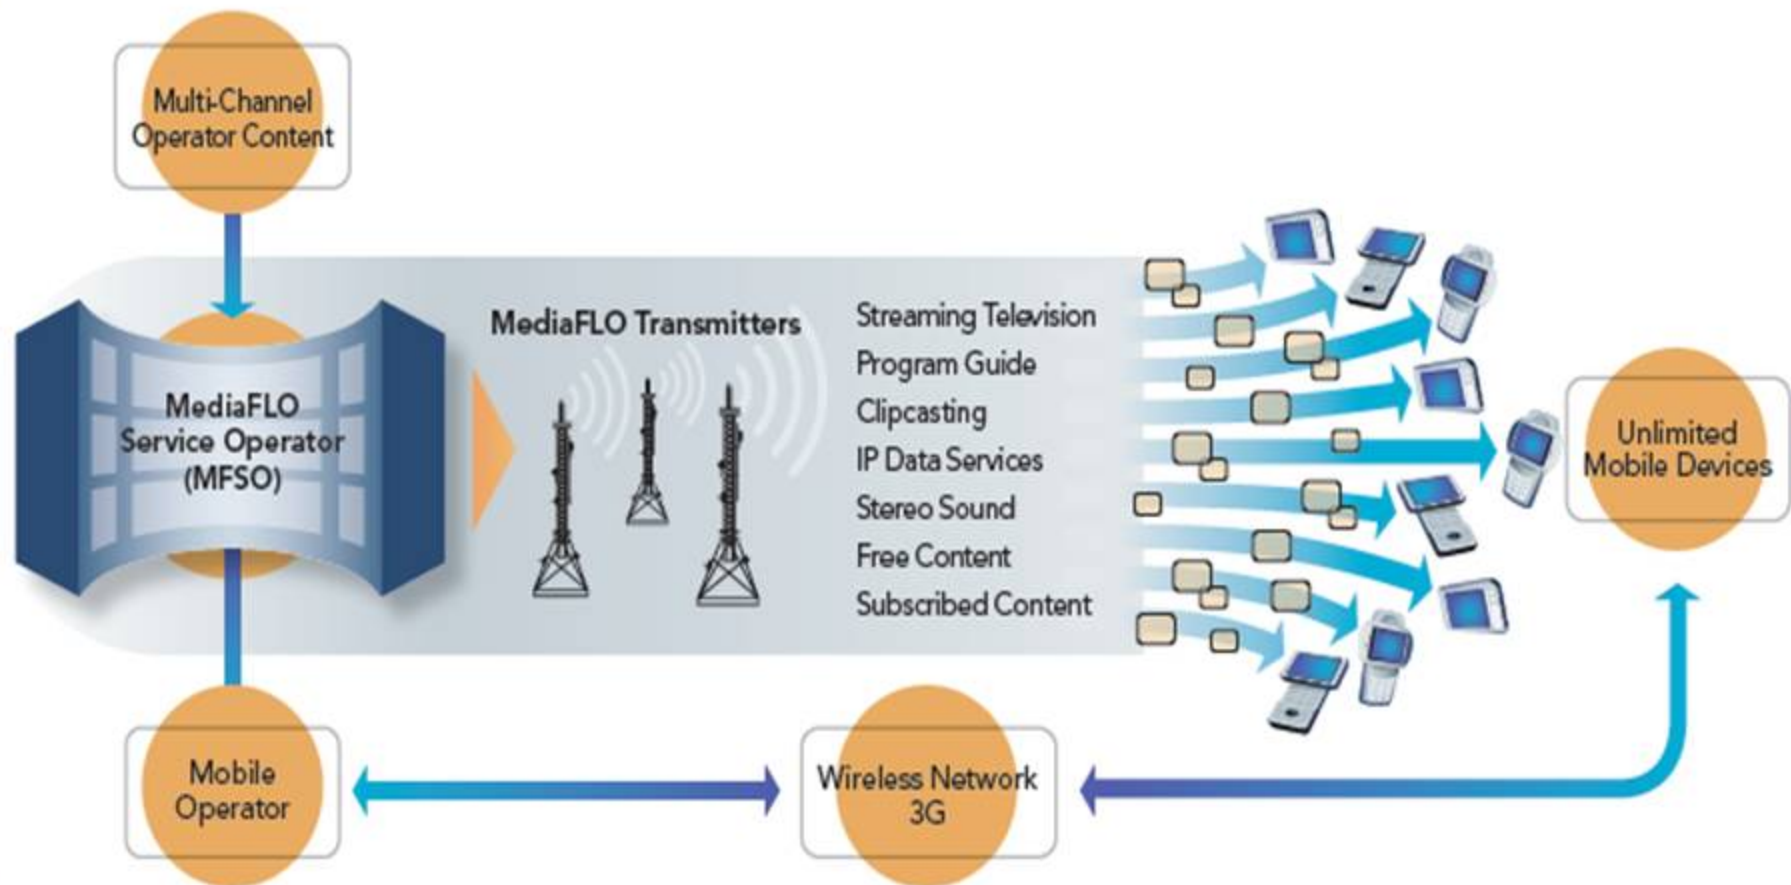 Multi-Channel
Operator Content
MediaFLO
Service Operator
(MFSO)
MediaFLO Transmitters
Streaming Television
Program Guide
Clipcasting
IP Data Services
Stereo Sound
Free Content
Subscribed Content
Unlimited
Mobile Devices
Mobile
Operator
Wireless Network
3G